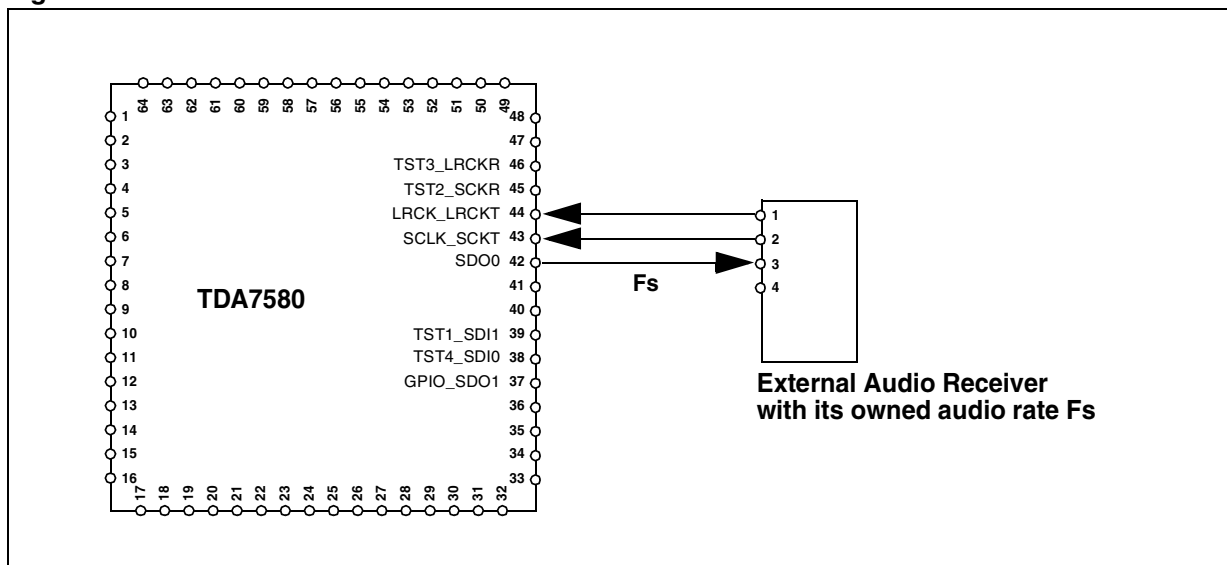 64 63 62 61 60 59 58 57 56 55 54 53 52 51 50 49
1
2
3
4
5
6
7
8
9
10
11
12
13
14
15
16
17 18 19 20 21 22 23 24 25 26 27 28 29 30 31 32
48
47
TST3_LRCKR 46
TST2_SCKR 45
LRCK_LRCKT 44
SCLK_SCKT 43
SDO0 42
41
40
TST1_SDI1 39
TST4_SDI0 38
GPIO_SDO1 37
36
35
34
33
TDA7580
Fs
1
2
3
4
External Audio Receiver
with its owned audio rate Fs